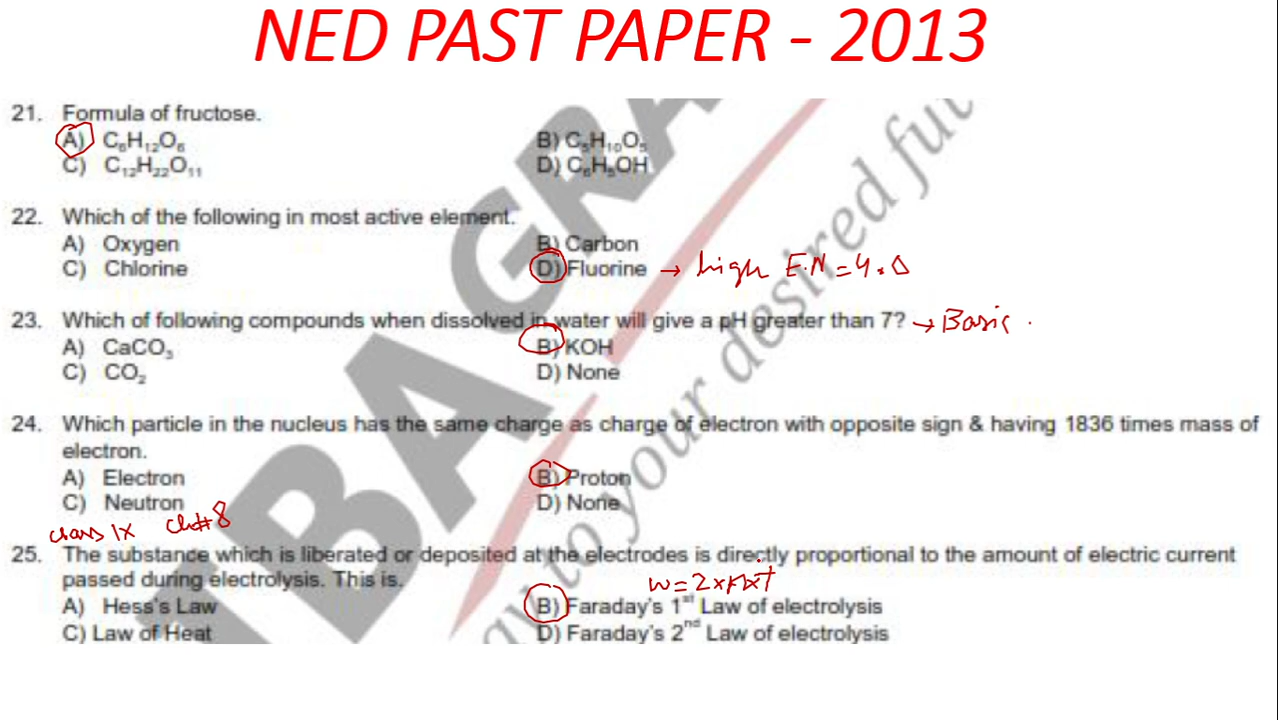 NED PAST PAPER - 2013
21. Formula of fructose.
A) C₆H₁₂O₆ B) C₅H₁₀O₅
C) C₁₂H₂₂O₁₁ D) C₆H₅OH
22. Which of the following in most active element.
A) Oxygen B) Carbon
C) Chlorine D) Fluorine → high E.N = 4.0
23. Which of following compounds when dissolved in water will give a pH greater than 7? → Basic.
A) CaCO₃ B) KOH
C) CO₂ D) None
24. Which particle in the nucleus has the same charge as charge of electron with opposite sign & having 1836 times mass of
electron.
A) Electron B) Proton
C) Neutron D) None
class IX ch#8
25. The substance which is liberated or deposited at the electrodes is directly proportional to the amount of electric current
passed during electrolysis. This is.
A) Hess's Law B) Faraday's 1st Law of electrolysis
C) Law of Heat D) Faraday's 2nd Law of electrolysis
to your desired